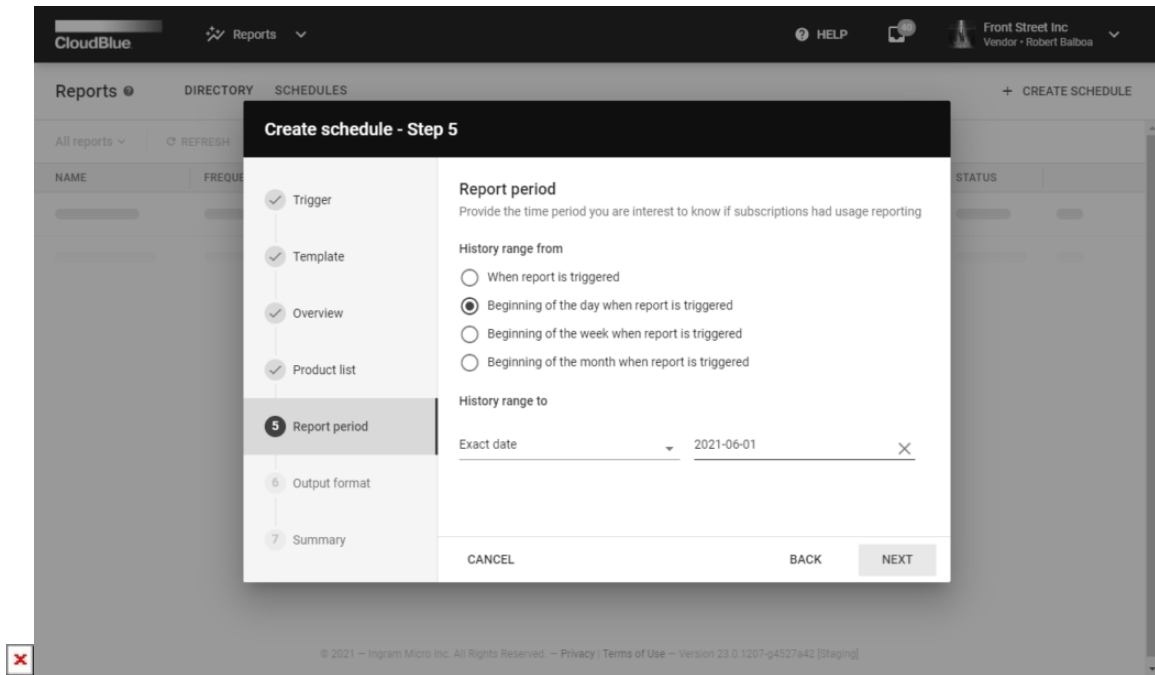 CloudBlue
Reports
HELP
40
Front Street Inc
Vendor • Robert Balboa
Reports
DIRECTORY
SCHEDULES
+ CREATE SCHEDULE
All reports
REFRESH
NAME
FREQUE
STATUS
Create schedule - Step 5
Trigger
Template
Overview
Product list
5 Report period
6 Output format
7 Summary
Report period
Provide the time period you are interest to know if subscriptions had usage reporting
History range from
When report is triggered
Beginning of the day when report is triggered
Beginning of the week when report is triggered
Beginning of the month when report is triggered
History range to
Exact date
2021-06-01
CANCEL
BACK
NEXT
© 2021 — Ingram Micro Inc. All Rights Reserved. — Privacy | Terms of Use — Version 23.0.1207-g4527a42 [Staging]